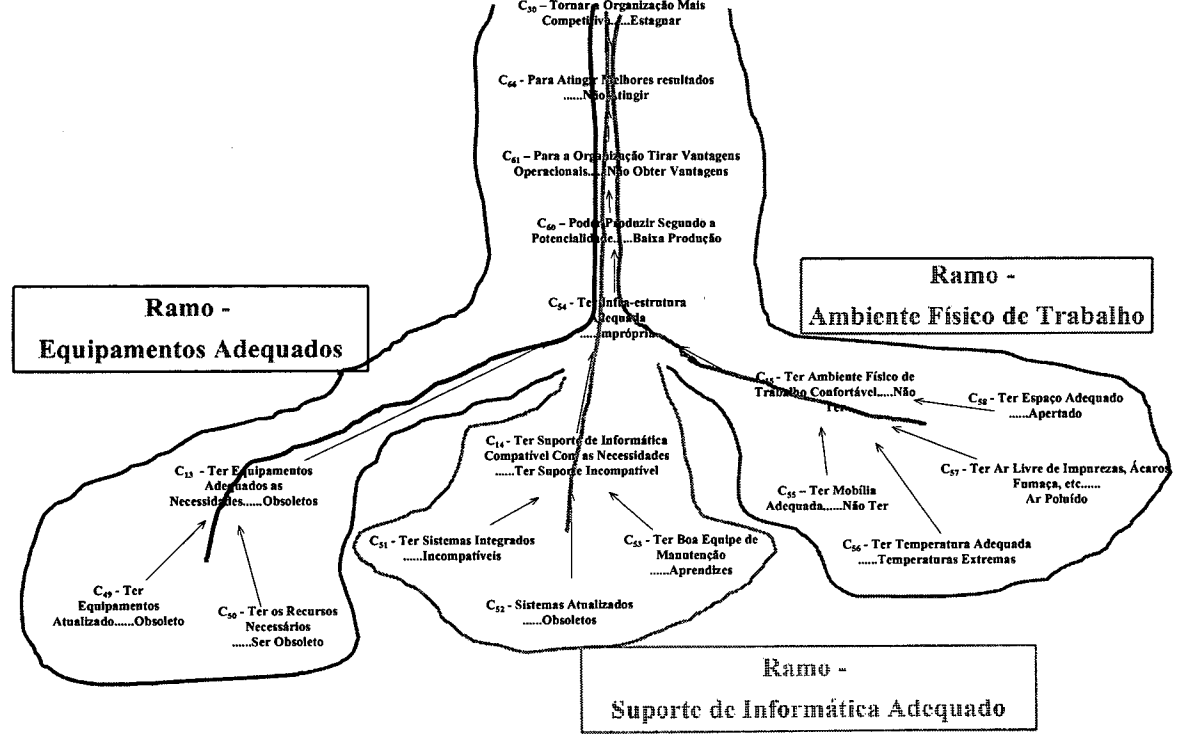 C₃₀ – Tornar a Organização Mais
Competitiva.....Estagnar
C₆₄ - Para Atingir Melhores resultados
......Não Atingir
C₆₁ – Para a Organização Tirar Vantagens
Operacionais.....Não Obter Vantagens
C₆₀ – Poder Produzir Segundo a
Potencialidade.....Baixa Produção
C₅₄ - Ter Infra-estrutura
Adequada
......Imprópria
Ramo -
Equipamentos Adequados
Ramo -
Ambiente Físico de Trabalho
Ter Ambiente Físico de
Trabalho Confortável.....Não
Ter
C₅₈ - Ter Espaço Adequado
......Apertado
C₁₄ - Ter Suporte de Informática
Compatível Com as Necessidades
......Ter Suporte Incompatível
C₁₃ - Ter Equipamentos
Adequados as
Necessidades......Obsoletos
C₅₇ - Ter Ar Livre de Impurezas, Ácaros
Fumaça, etc......
Ar Poluído
C₅₅ – Ter Mobília
Adequada.....Não Ter
C₅₁ - Ter Sistemas Integrados
......Incompatíveis
C₅₃ - Ter Boa Equipe de
Manutenção
......Aprendizes
C₅₆ - Ter Temperatura Adequada
......Temperaturas Extremas
C₄₉ - Ter
Equipamentos
Atualizado......Obsoleto
C₅₀ - Ter os Recursos
Necessários
......Ser Obsoleto
C₅₂ - Sistemas Atualizados
......Obsoletos
Ramo -
Suporte de Informática Adequado